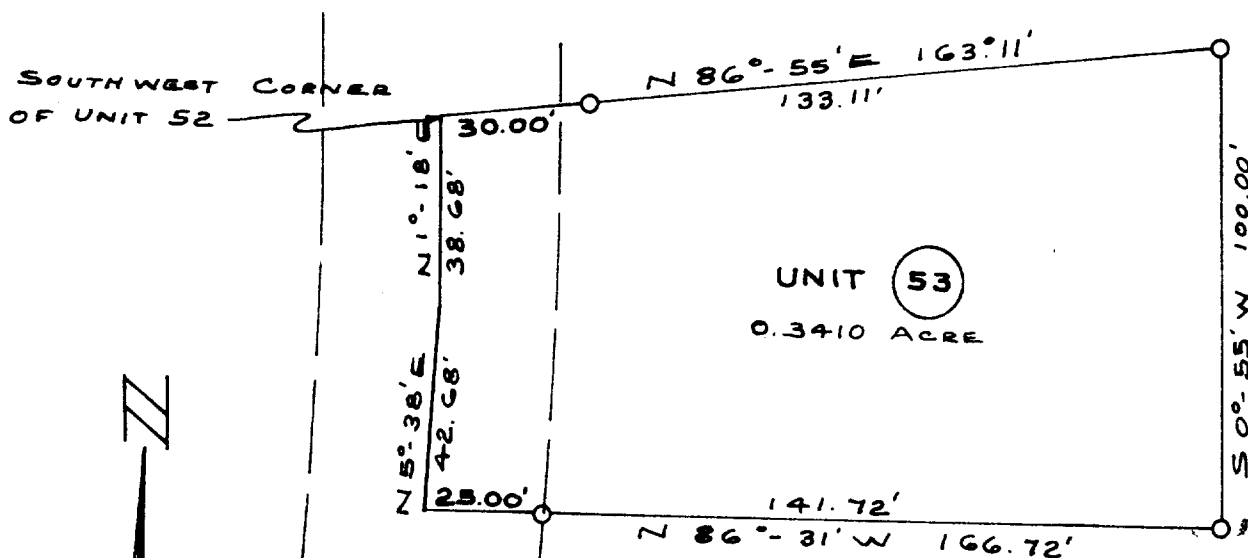 N 86°-55' E 163°11'
133.11'
SOUTHWEST CORNER
OF UNIT 52
30.00'
N 1°-18' E
38.68'
S 0°-55' W 100.00'
UNIT 53
0.3410 ACRE
N 5°-38' E
42.68'
N
25.00'
141.72'
N 86°-31' W 166.72'